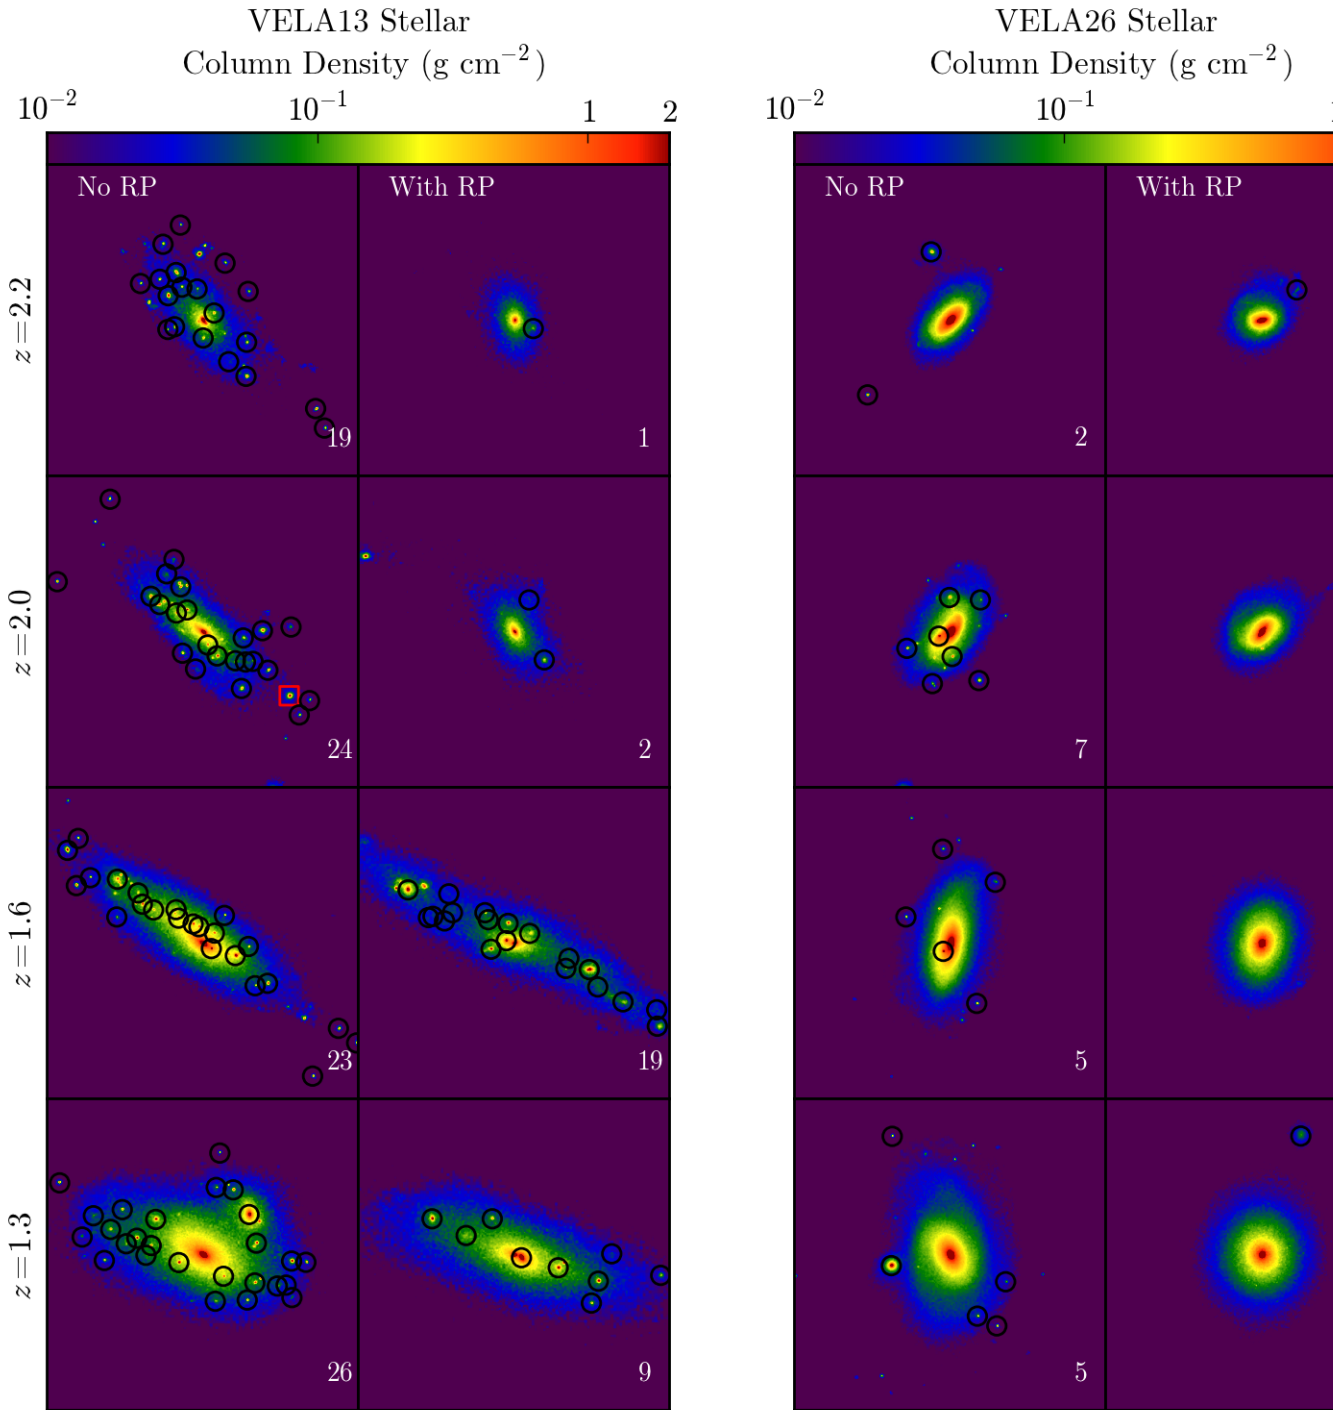 VELA13 Stellar
Column Density (g cm⁻²)
10⁻² 10⁻¹ 1 2
VELA26 Stellar
Column Density (g cm⁻²)
10⁻² 10⁻¹
No RP With RP No RP With RP
z=2.2
19 1 2
z=2.0
24 2 7
z=1.6
23 19 5
z=1.3
26 9 5